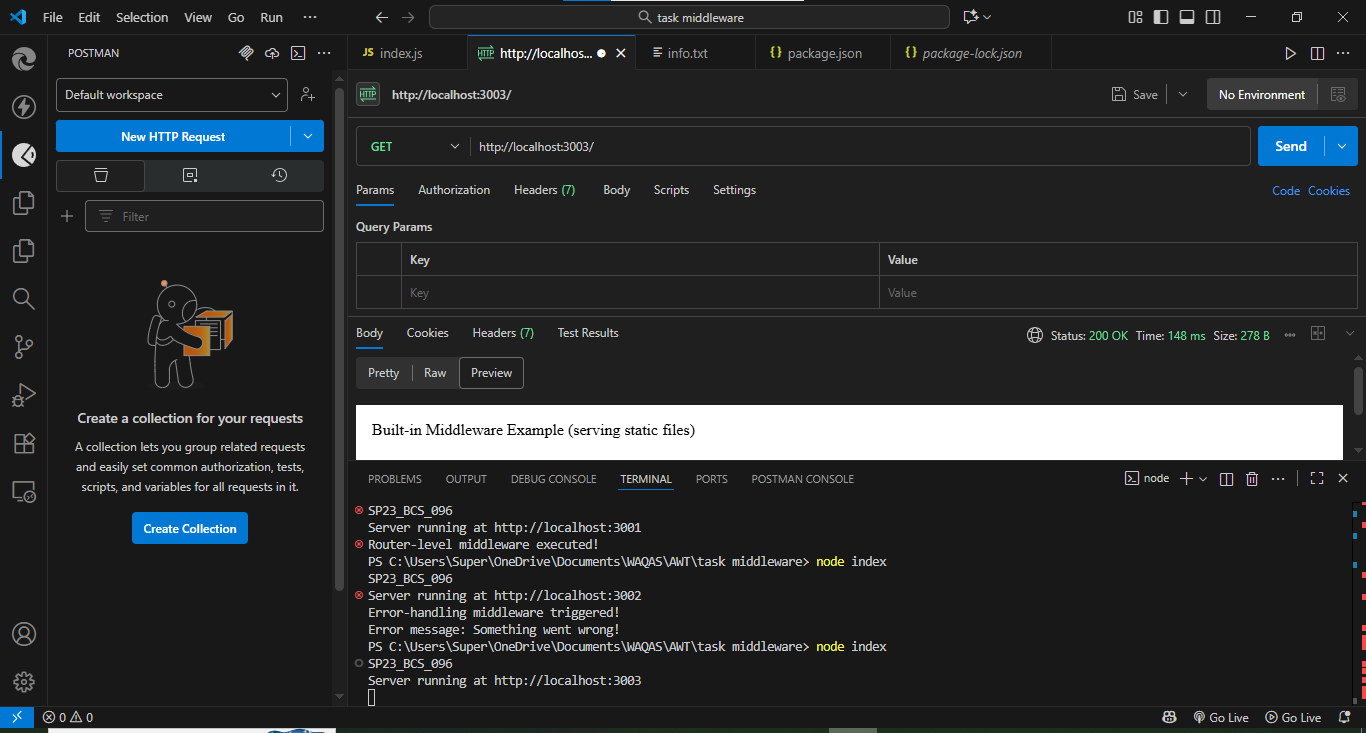 File Edit Selection View Go Run ··· task middleware
POSTMAN
JS index.js
HTTP http://localhos... ●
info.txt
{} package.json
{} package-lock.json
Default workspace
New HTTP Request
Filter
Create a collection for your requests
A collection lets you group related requests
and easily set common authorization, tests,
scripts, and variables for all requests in it.
Create Collection
HTTP http://localhost:3003/
Save
No Environment
GET http://localhost:3003/
Send
Params Authorization Headers (7) Body Scripts Settings
Code Cookies
Query Params
Key Value
Key Value
Body Cookies Headers (7) Test Results
Status: 200 OK Time: 148 ms Size: 278 B
Pretty Raw Preview
Built-in Middleware Example (serving static files)
PROBLEMS OUTPUT DEBUG CONSOLE TERMINAL PORTS POSTMAN CONSOLE
node
SP23_BCS_096
Server running at http://localhost:3001
Router-level middleware executed!
PS C:\Users\Super\OneDrive\Documents\WAQAS\AWT\task middleware> node index
SP23_BCS_096
Server running at http://localhost:3002
Error-handling middleware triggered!
Error message: Something went wrong!
PS C:\Users\Super\OneDrive\Documents\WAQAS\AWT\task middleware> node index
SP23_BCS_096
Server running at http://localhost:3003
0 0
Go Live Go Live